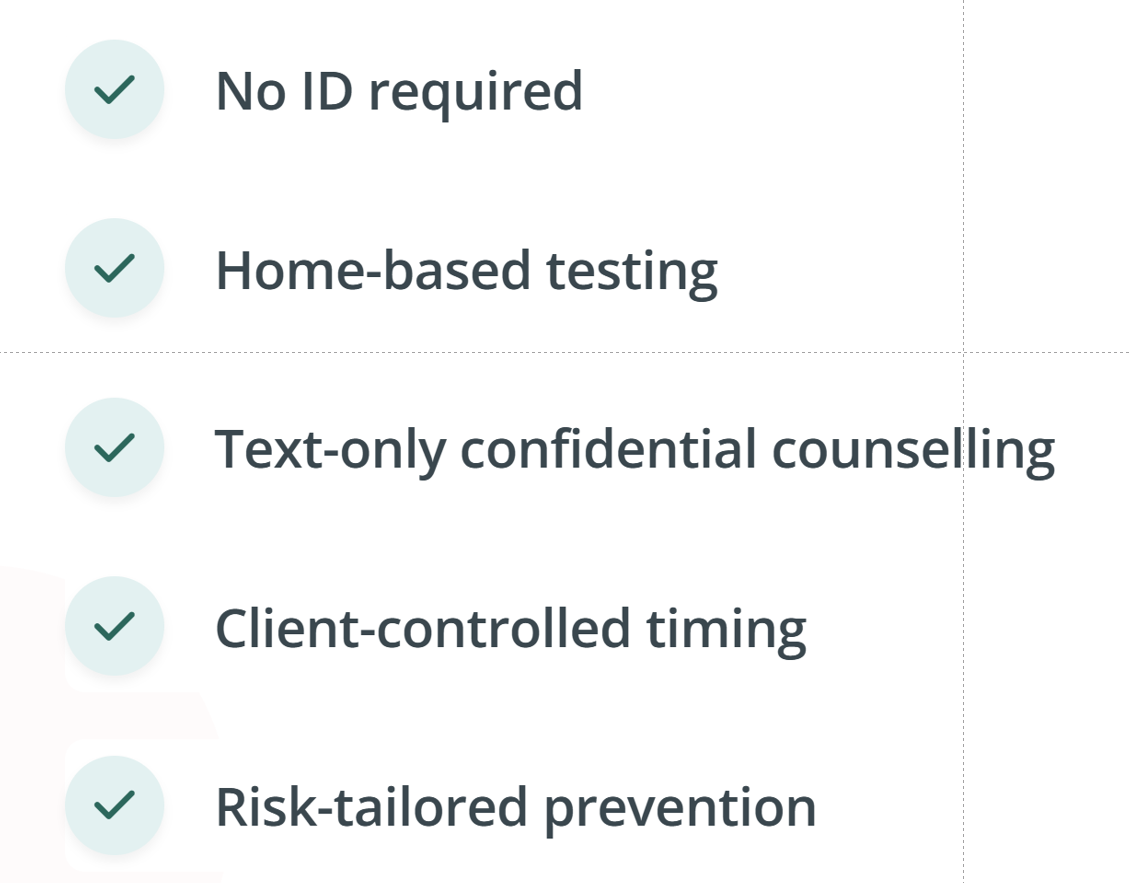 No ID required
Home-based testing
Text-only confidential counselling
Client-controlled timing
Risk-tailored prevention